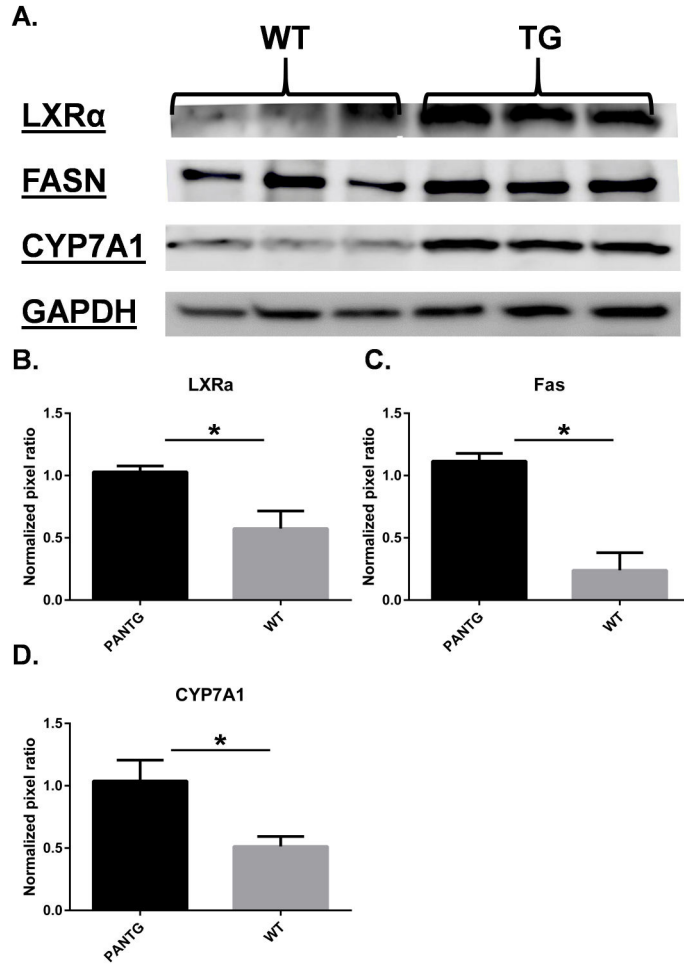 A.
WT TG
LXRα
FASN
CYP7A1
GAPDH
B.
LXRa
Normalized pixel ratio
1.5
*
1.0
0.5
0.0
PANTG WT
C.
Fas
Normalized pixel ratio
1.5
*
1.0
0.5
0.0
PANTG WT
D.
CYP7A1
Normalized pixel ratio
1.5
*
1.0
0.5
0.0
PANTG WT